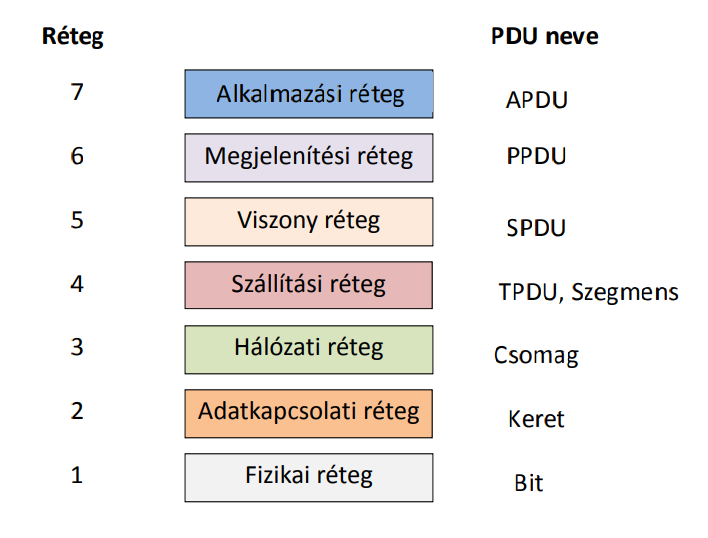 Réteg PDU neve
7 Alkalmazási réteg APDU
6 Megjelenítési réteg PPDU
5 Viszony réteg SPDU
4 Szállítási réteg TPDU, Szegmens
3 Hálózati réteg Csomag
2 Adatkapcsolati réteg Keret
1 Fizikai réteg Bit